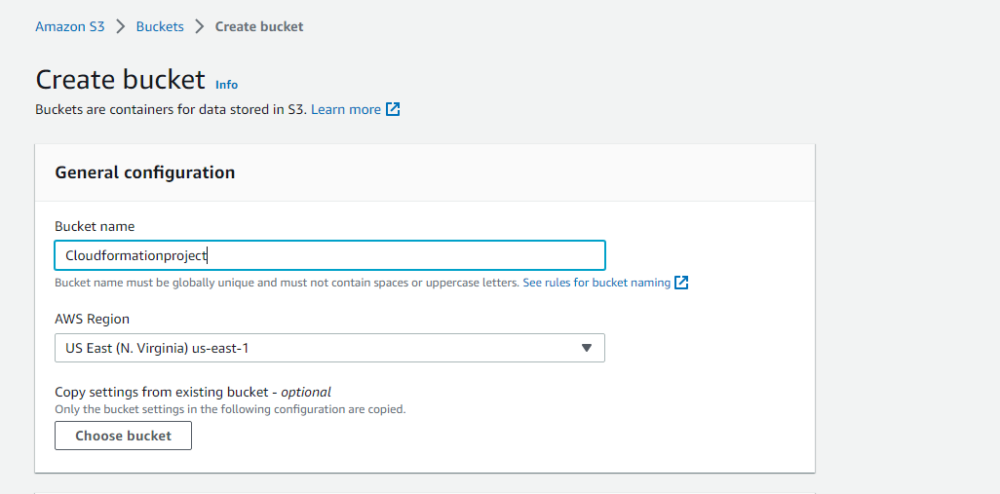 Amazon S3 > Buckets > Create bucket
Create bucket Info
Buckets are containers for data stored in S3. Learn more
General configuration
Bucket name
Cloudformationproject
Bucket name must be globally unique and must not contain spaces or uppercase letters. See rules for bucket naming
AWS Region
US East (N. Virginia) us-east-1
Copy settings from existing bucket - optional
Only the bucket settings in the following configuration are copied.
Choose bucket